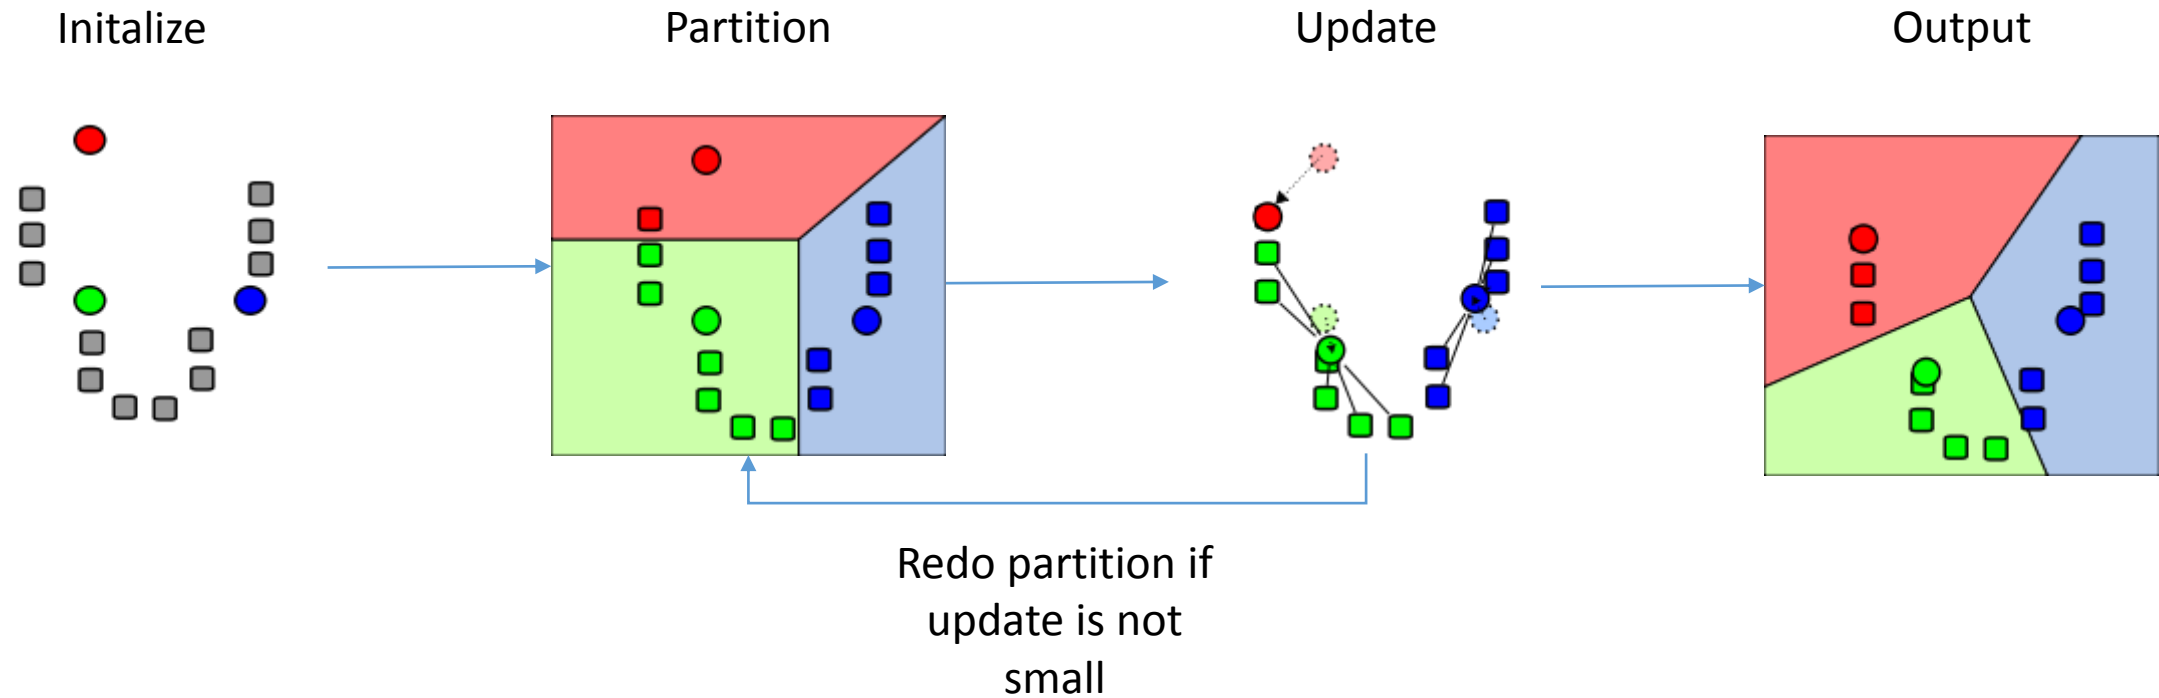 Initalize
Partition
Update
Output
Redo partition if
update is not
small